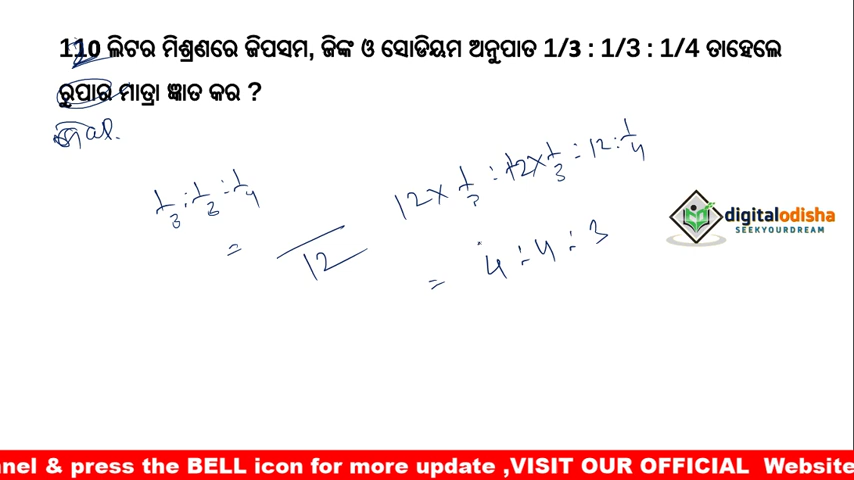 110 ଲିଟର ମିଶ୍ରଣରେ ଜିପସମ, ଜିଙ୍କ ଓ ସୋଡିୟମ ଅନୁପାତ 1/3 : 1/3 : 1/4 ତାହେଲେ
ରୁପାର ମାତ୍ରା ଜ୍ଞାତ କର ?
1/3 : 1/3 : 1/4
12 × 1/3 : 12 × 1/3 : 12 : 1/4
= 12
= 4 : 4 : 3
digitalodisha
SEEKYOURDREAM
nnel & press the BELL icon for more update ,VISIT OUR OFFICIAL Website